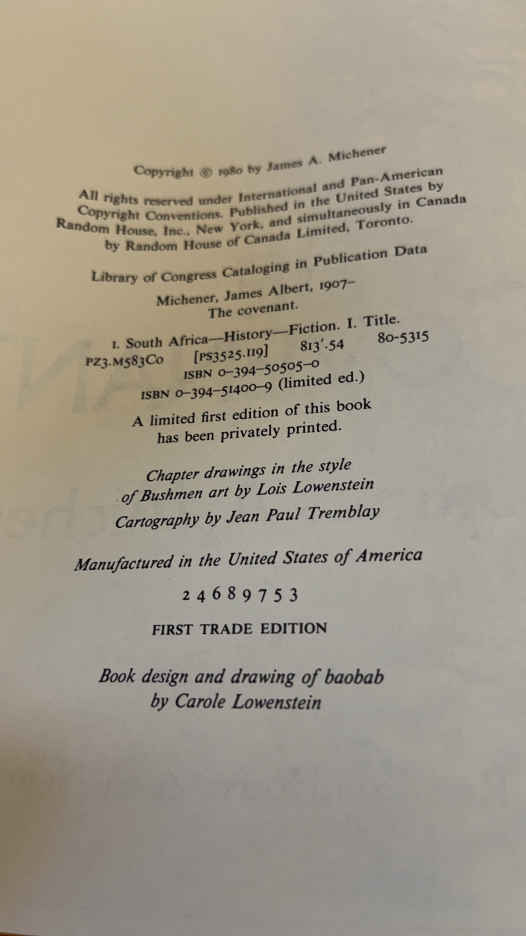 Copyright © 1980 by James A. Michener
All rights reserved under International and Pan-American
Copyright Conventions. Published in the United States by
Random House, Inc., New York, and simultaneously in Canada
by Random House of Canada Limited, Toronto.
Library of Congress Cataloging in Publication Data
Michener, James Albert, 1907–
The covenant.
1. South Africa—History—Fiction. I. Title.
PZ3.M583Co [PS3525.I19] 813'.54 80-5315
ISBN 0-394-50505-0
ISBN 0-394-51400-9 (limited ed.)
A limited first edition of this book
has been privately printed.
Chapter drawings in the style
of Bushmen art by Lois Lowenstein
Cartography by Jean Paul Tremblay
Manufactured in the United States of America
2 4 6 8 9 7 5 3
FIRST TRADE EDITION
Book design and drawing of baobab
by Carole Lowenstein